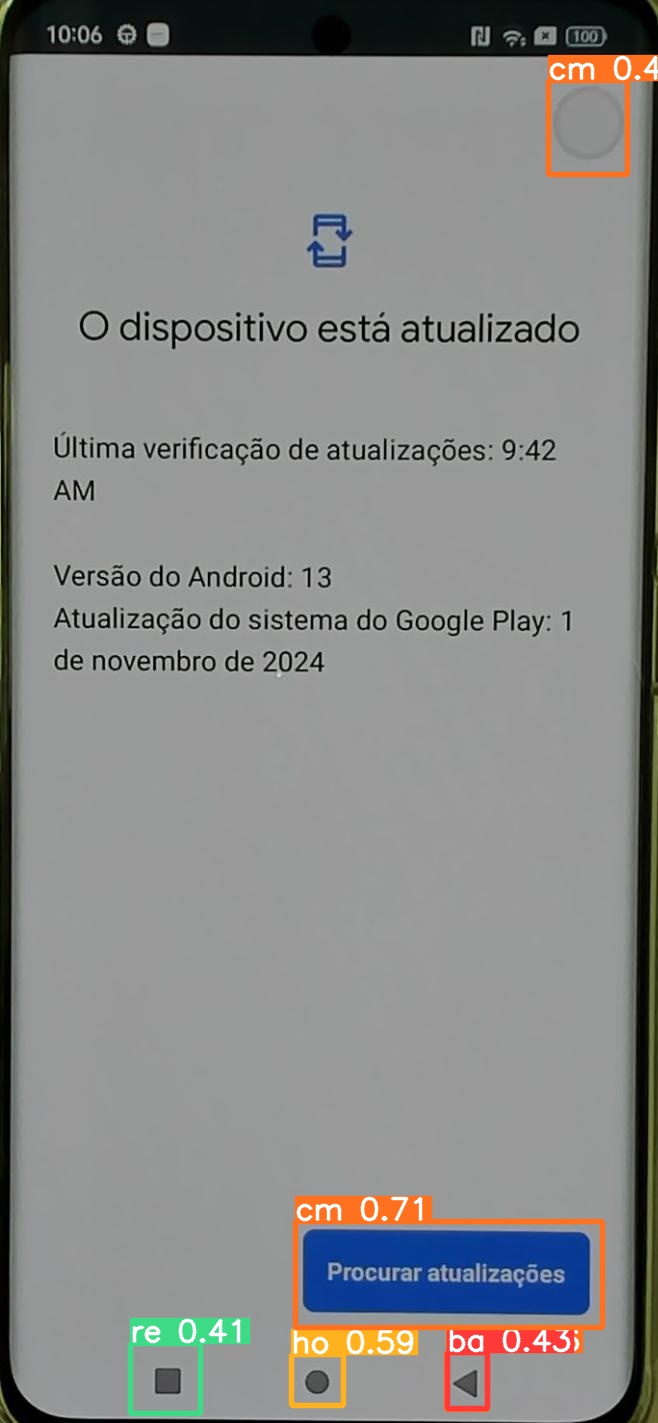 10:06
100
cm 0.4
O dispositivo está atualizado
Última verificação de atualizações: 9:42
AM
Versão do Android: 13
Atualização do sistema do Google Play: 1
de novembro de 2024
cm 0.71
Procurar atualizações
re 0.41
ho 0.59
ba 0.43